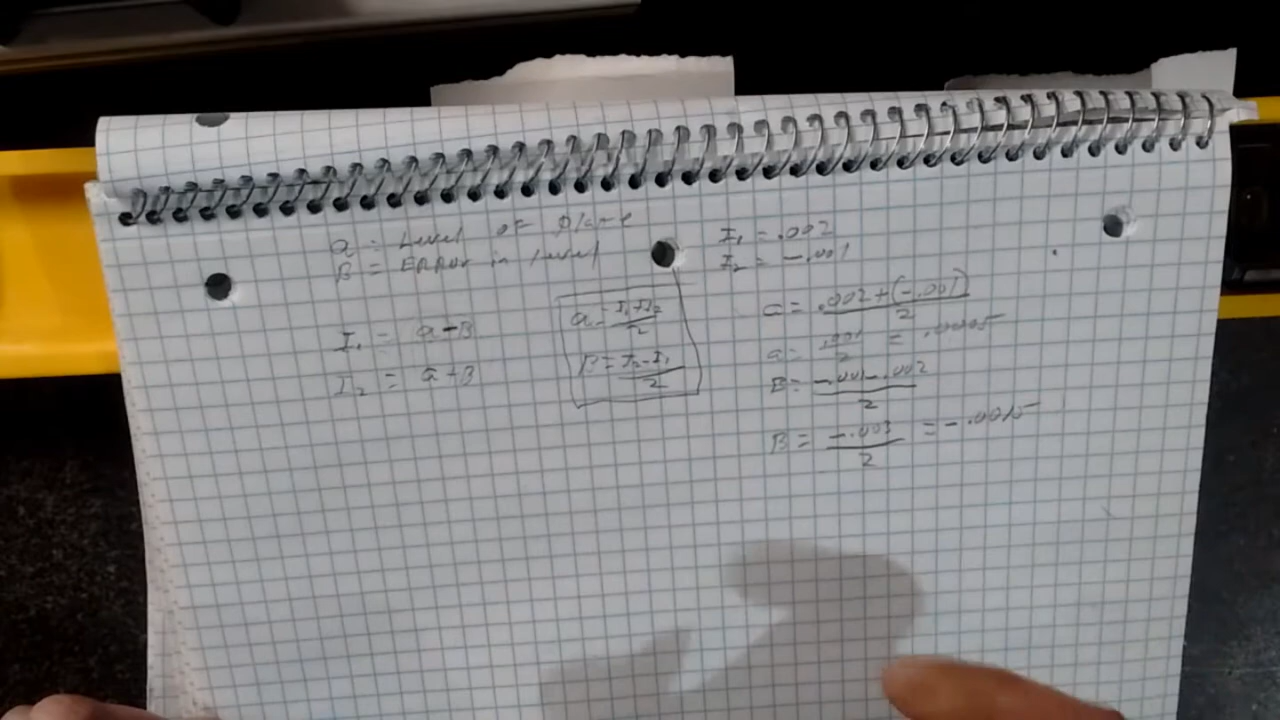 a = Level of Plane
B = ERROR in level
I₁ = a-B
I₂ = a+B
a = I₁+I₂/2
B = I₂-I₁/2
I₁ = .002
I₂ = -.001
a = .002+(-.001)/2
a = .001/2 = .0005
B = -.001-.002/2
B = -.003/2 = -.0015